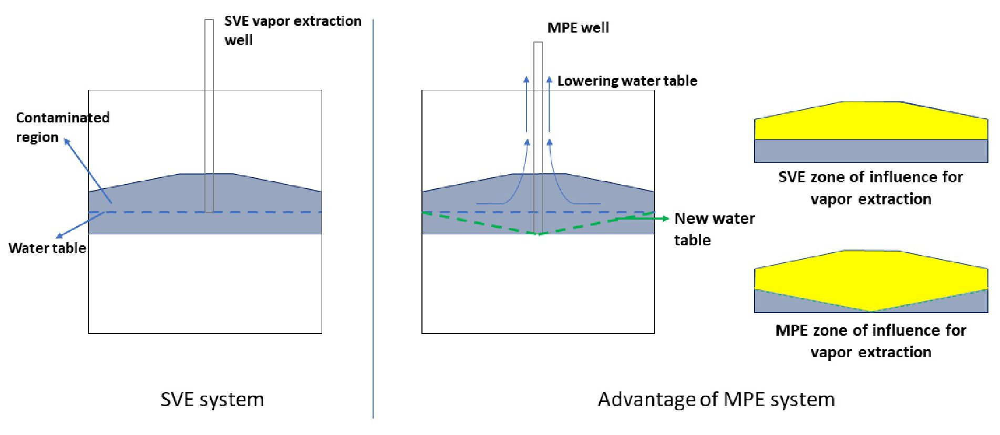 SVE vapor extraction
well
Contaminated
region
Water table
SVE system
MPE well
Lowering water table
New water
table
SVE zone of influence for
vapor extraction
MPE zone of influence for
vapor extraction
Advantage of MPE system